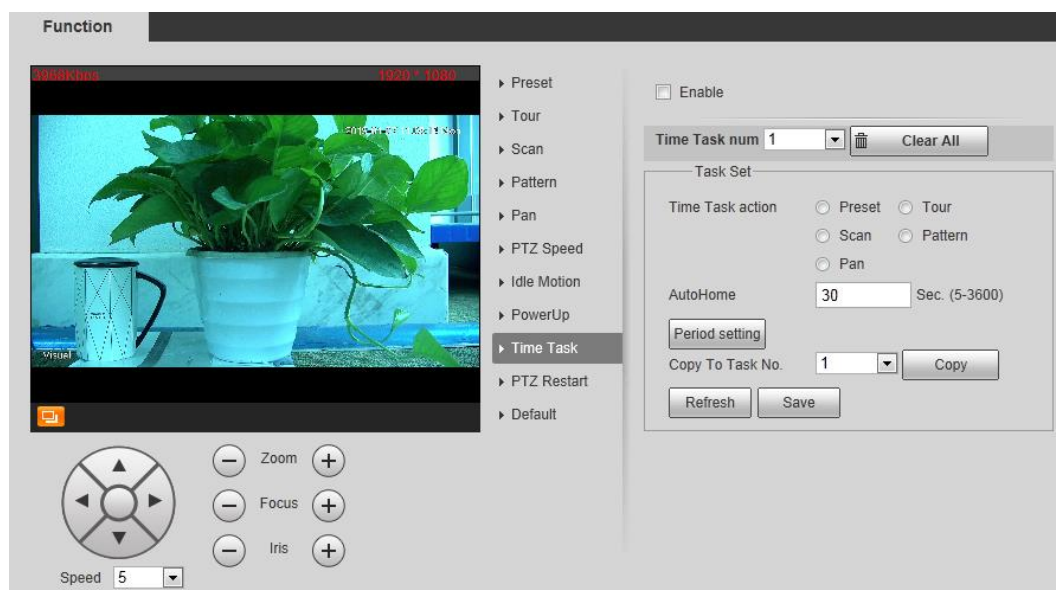 Function
3968Kbps 1920 * 1080
Visual
Preset
Tour
Scan
Pattern
Pan
PTZ Speed
Idle Motion
PowerUp
Time Task
PTZ Restart
Default
Enable
Time Task num 1 Clear All
Task Set
Time Task action Preset Tour
Scan Pattern
Pan
AutoHome 30 Sec. (5-3600)
Period setting
Copy To Task No. 1 Copy
Refresh Save
Zoom
Focus
Iris
Speed 5